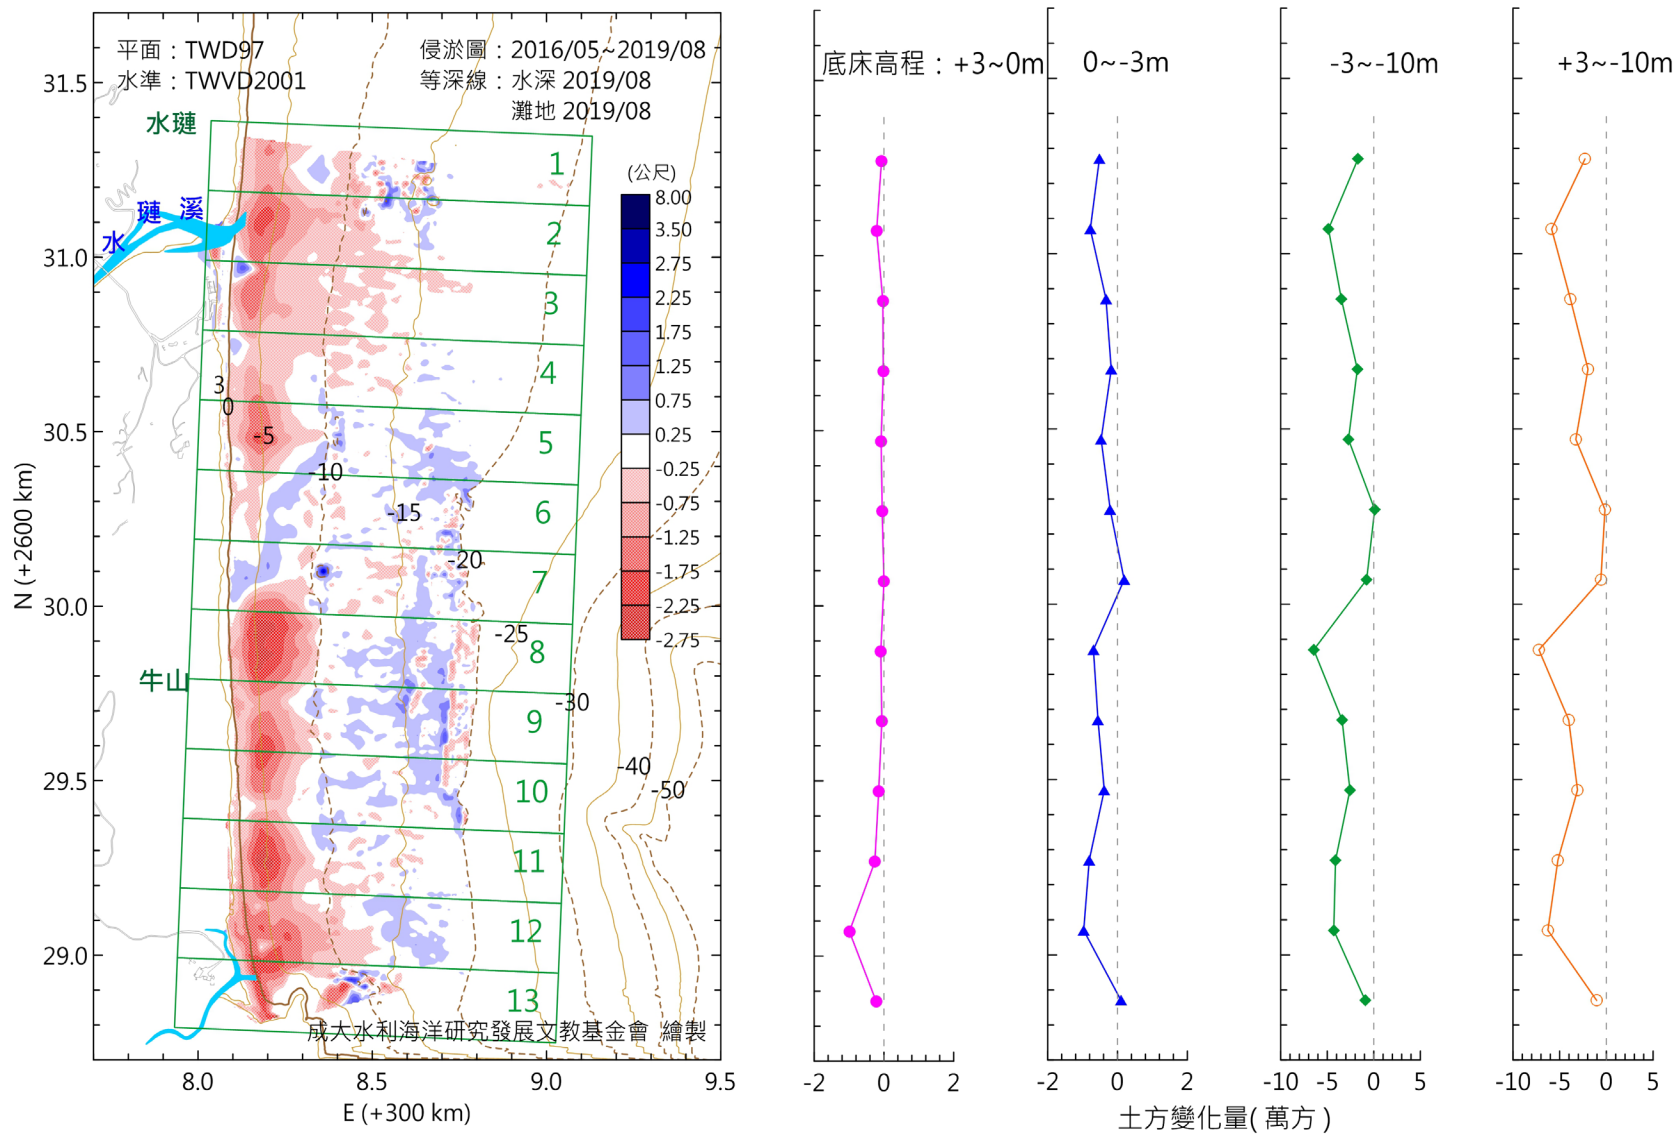 平面：TWD97
水準：TWVD2001
侵淤圖：2016/05~2019/08
等深線：水深 2019/08
灘地 2019/08
底床高程：+3~0m
0~-3m
-3~-10m
+3~-10m
水璉
水
璉
溪
牛山
(公尺)
8.00
3.50
2.75
2.25
1.75
1.25
0.75
0.25
-0.25
-0.75
-1.25
-1.75
-2.25
-2.75
1
2
3
4
5
6
7
8
9
10
11
12
13
3
0
-5
-10
-15
-20
-25
-30
-40
-50
31.5
31.0
30.5
30.0
29.5
29.0
N (+2600 km)
成大水利海洋研究發展文教基金會 繪製
8.0 8.5 9.0 9.5
E (+300 km)
-2 0 2
-2 0 2
-10 -5 0 5
-10 -5 0 5
土方變化量( 萬方 )